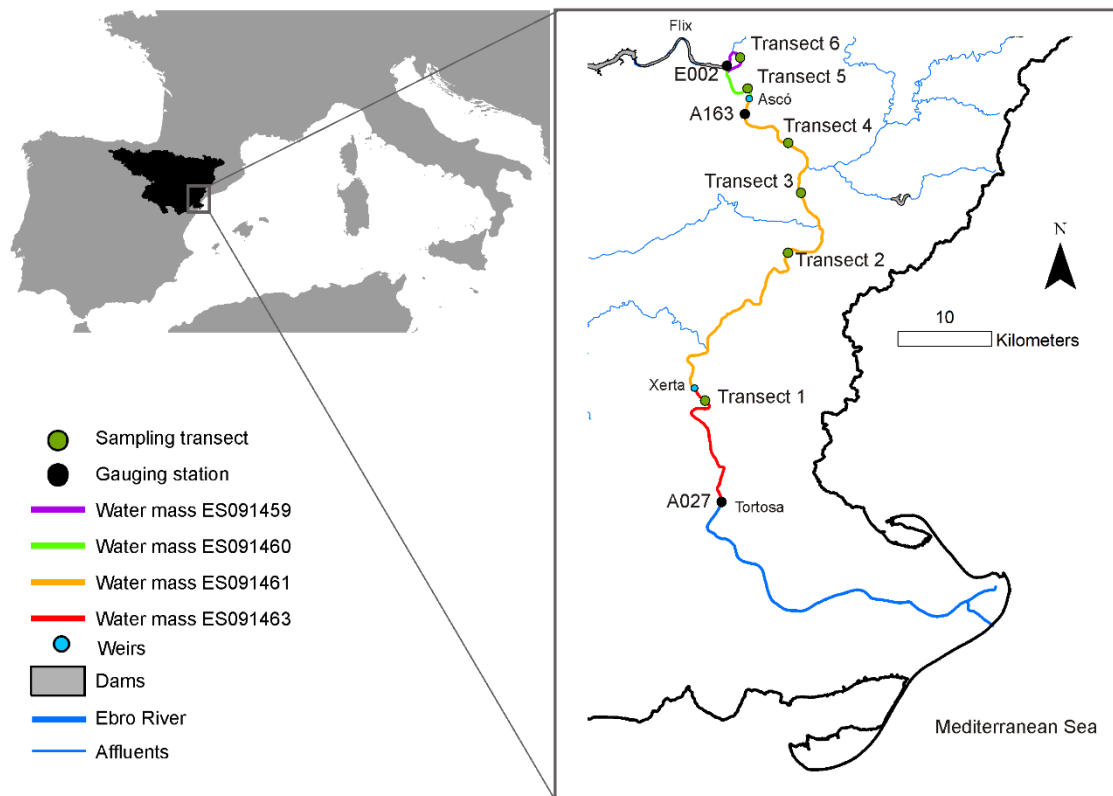 Sampling transect
Gauging station
Water mass ES091459
Water mass ES091460
Water mass ES091461
Water mass ES091463
Weirs
Dams
Ebro River
Affluents
Flix
Transect 6
E002
Transect 5
Ascó
A163
Transect 4
Transect 3
Transect 2
N
10
Kilometers
Xerta
Transect 1
A027
Tortosa
Mediterranean Sea